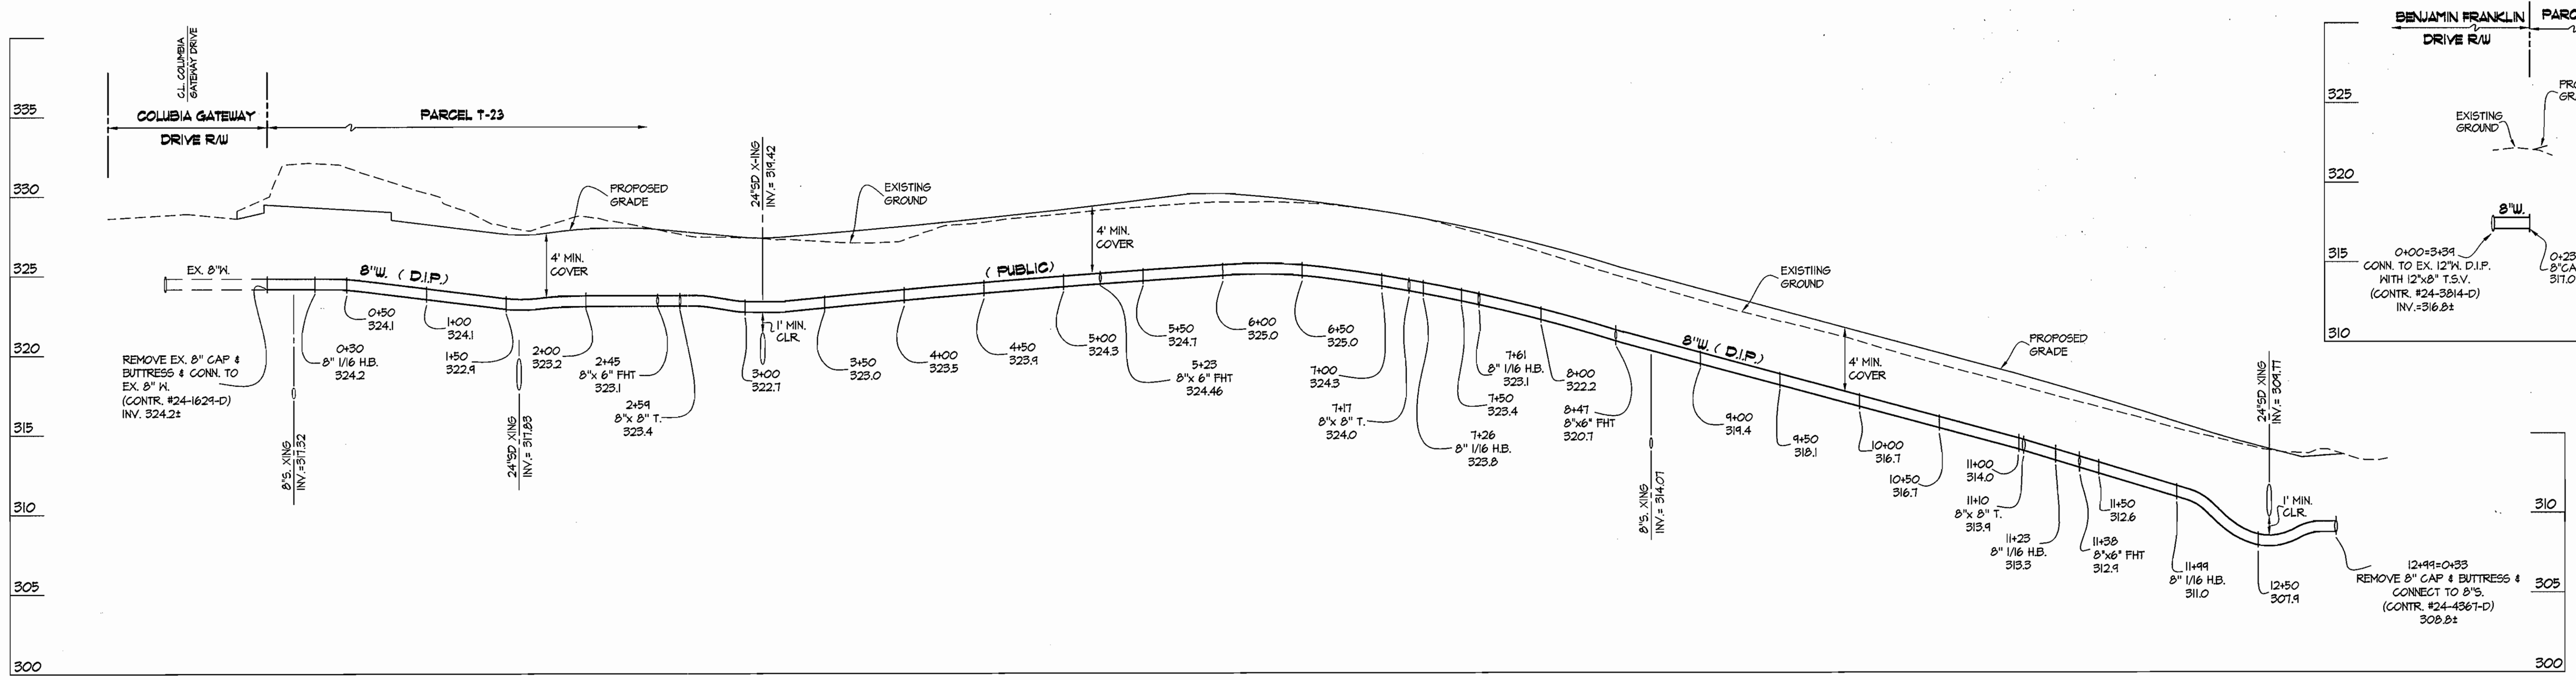 C.L. COLUMBIA
GATEWAY DRIVE
335
COLUBIA GATEWAY
DRIVE R/W
PARCEL T-23
330
PROPOSED
GRADE
24"SD X-ING
INV.= 319.42
EXISTING
GROUND
325
EX. 8"W.
8"W. ( D.I.P.)
4' MIN.
COVER
( PUBLIC)
4' MIN.
COVER
EXISTIING
GROUND
320
315
310
305
300
REMOVE EX. 8" CAP &
BUTTRESS & CONN. TO
EX. 8" W.
(CONTR. #24-1629-D)
INV. 324.2±
8"S. XING
INV.=317.32
0+30
8" 1/16 H.B.
324.2
0+50
324.1
1+00
324.1
1+50
322.9
24"SD XING
INV.= 317.83
2+00
323.2
2+45
8"x 6" FHT
323.1
2+59
8"x 8" T.
323.4
1' MIN.
CLR.
3+00
322.7
3+50
323.0
4+00
323.5
4+50
323.9
5+00
324.3
5+23
8"x 6" FHT
324.46
5+50
324.7
6+00
325.0
6+50
325.0
7+00
324.3
7+17
8"x 8" T.
324.0
7+26
8" 1/16 H.B.
323.8
7+50
323.4
7+61
8" 1/16 H.B.
323.1
8+00
322.2
8+47
8"x6" FHT
320.7
8"S. XING
INV.= 314.07
8"W. ( D.I.P.)
9+00
319.4
9+50
318.1
4' MIN.
COVER
10+00
316.7
10+50
316.7
PROPOSED
GRADE
11+00
314.0
11+10
8"x 8" T.
313.9
11+23
8" 1/16 H.B.
313.3
11+38
8"x6" FHT
312.9
11+50
312.6
11+99
8" 1/16 H.B.
311.0
24"SD XING
INV.= 309.77
1' MIN.
CLR.
12+50
307.9
12+99=0+33
REMOVE 8" CAP & BUTTRESS &
CONNECT TO 8"S.
(CONTR. #24-4367-D)
308.8±
310
305
300
BENJAMIN FRANKLIN
DRIVE R/W
PARC
325
EXISTING
GROUND
PRO
GR
320
8"W.
315
0+00=3+39
CONN. TO EX. 12"W. D.I.P.
WITH 12"x8" T.S.V.
(CONTR. #24-3814-D)
INV.=316.8±
0+23
8"CA
317.0
310